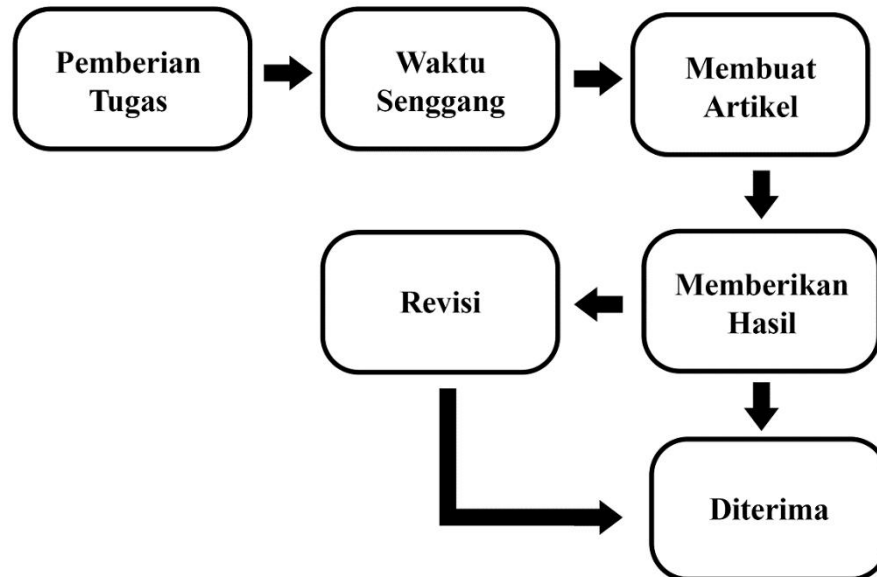 Pemberian
Tugas
Waktu
Senggang
Membuat
Artikel
Revisi
Memberikan
Hasil
Diterima